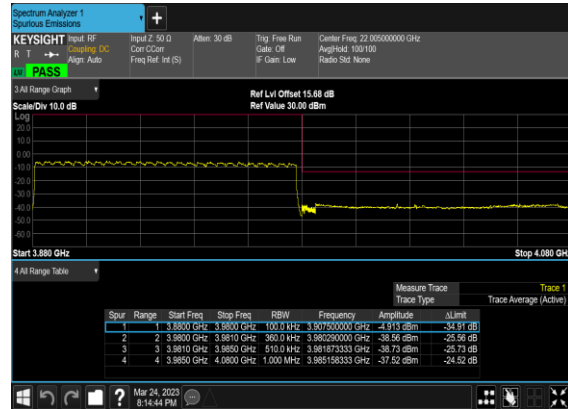 Spectrum Analyzer 1
Spurious Emissions
+
KEYSIGHT Input: RF Input Z: 50 Ω Atten: 30 dB Trig: Free Run Center Freq: 22.005000000 GHz
R T Coupling: DC Corr CCorr Gate: Off Avg|Hold: 100/100
Align: Auto Freq Ref: Int (S) IF Gain: Low Radio Std: None
LW PASS
3 All Range Graph
Ref Lvl Offset 15.68 dB
Scale/Div 10.0 dB Ref Value 30.00 dBm
Log
20.0
10.0
0.00
-10.0
-20.0
-30.0
-40.0
-50.0
-60.0
Start 3.880 GHz Stop 4.080 GHz
4 All Range Table
Measure Trace Trace 1
Trace Type Trace Average (Active)
Spur Range Start Freq Stop Freq RBW Frequency Amplitude ΔLimit
1 1 3.8800 GHz 3.9800 GHz 100.0 kHz 3.907500000 GHz -4.913 dBm -34.91 dB
2 2 3.9800 GHz 3.9810 GHz 360.0 kHz 3.980290000 GHz -38.56 dBm -25.56 dB
3 3 3.9810 GHz 3.9850 GHz 510.0 kHz 3.981873333 GHz -38.73 dBm -25.73 dB
4 4 3.9850 GHz 4.0800 GHz 1.000 MHz 3.985158333 GHz -37.52 dBm -24.52 dB
? Mar 24, 2023
8:14:44 PM